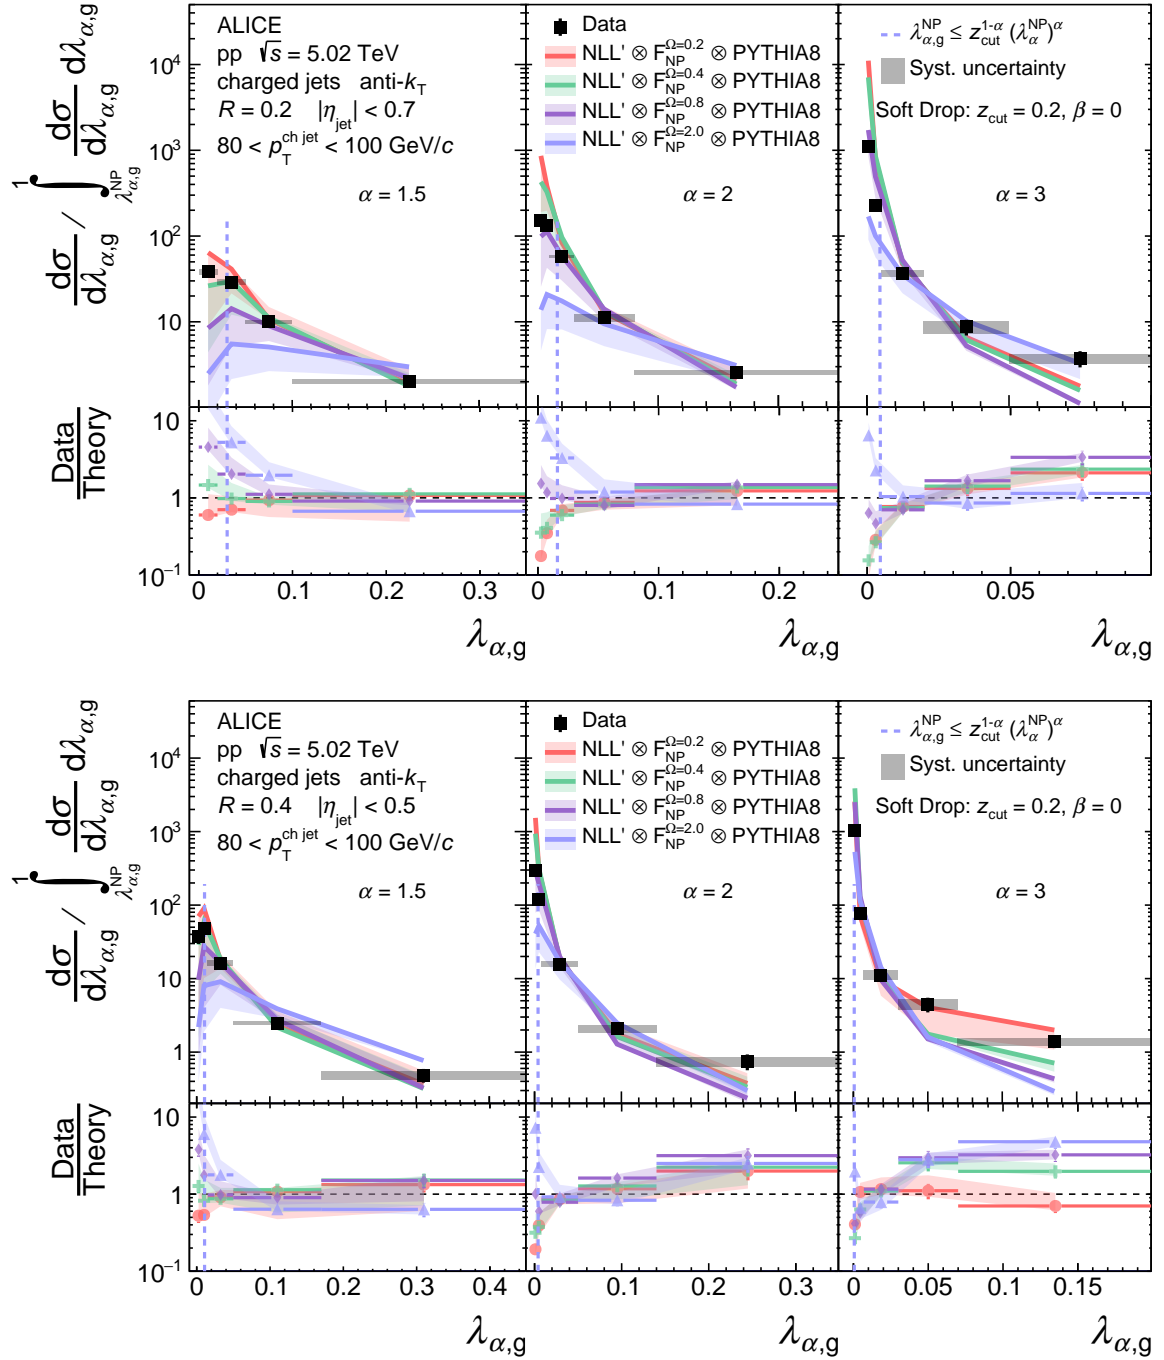 dσ/dλα,g / ∫¹λNPα,g dσ/dλα,g dλα,g
ALICE
pp √s = 5.02 TeV
charged jets anti-kT
R = 0.2 |ηjet| < 0.7
80 < pTch jet < 100 GeV/c
α = 1.5
Data
NLL' ⊗ FNPΩ=0.2 ⊗ PYTHIA8
NLL' ⊗ FNPΩ=0.4 ⊗ PYTHIA8
NLL' ⊗ FNPΩ=0.8 ⊗ PYTHIA8
NLL' ⊗ FNPΩ=2.0 ⊗ PYTHIA8
α = 2
λα,gNP ≤ zcut1-α (λαNP)α
Syst. uncertainty
Soft Drop: zcut = 0.2, β = 0
α = 3
10⁴
10³
10²
10
1
Data
Theory
10
1
10⁻¹
0 0.1 0.2 0.3 0 0.1 0.2 0 0.05
λα,g λα,g λα,g
dσ/dλα,g / ∫¹λNPα,g dσ/dλα,g dλα,g
ALICE
pp √s = 5.02 TeV
charged jets anti-kT
R = 0.4 |ηjet| < 0.5
80 < pTch jet < 100 GeV/c
α = 1.5
Data
NLL' ⊗ FNPΩ=0.2 ⊗ PYTHIA8
NLL' ⊗ FNPΩ=0.4 ⊗ PYTHIA8
NLL' ⊗ FNPΩ=0.8 ⊗ PYTHIA8
NLL' ⊗ FNPΩ=2.0 ⊗ PYTHIA8
α = 2
λα,gNP ≤ zcut1-α (λαNP)α
Syst. uncertainty
Soft Drop: zcut = 0.2, β = 0
α = 3
10⁴
10³
10²
10
1
Data
Theory
10
1
10⁻¹
0 0.2 0.4 0 0.1 0.2 0.3 0 0.05 0.10 0.15
λα,g λα,g λα,g